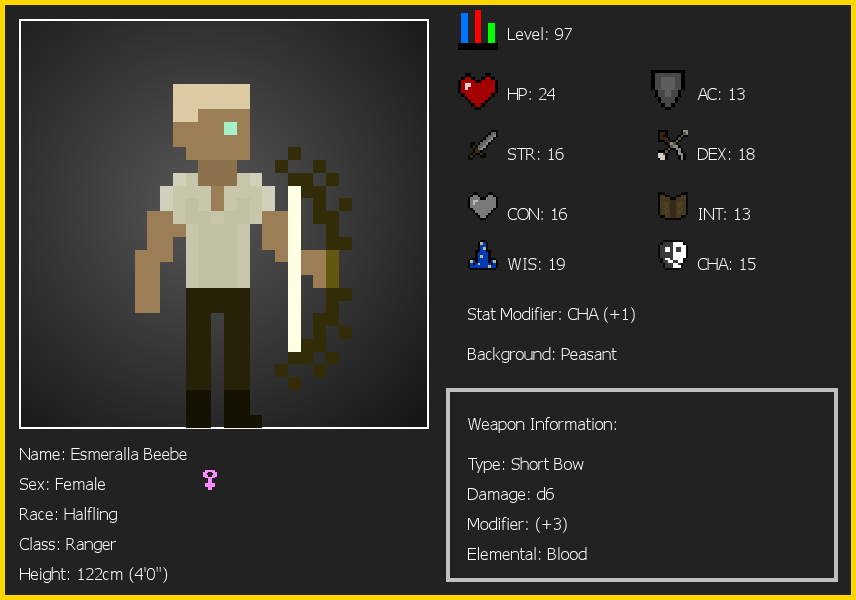 Level: 97
HP: 24
AC: 13
STR: 16
DEX: 18
CON: 16
INT: 13
WIS: 19
CHA: 15
Stat Modifier: CHA (+1)
Background: Peasant
Weapon Information:
Type: Short Bow
Damage: d6
Modifier: (+3)
Elemental: Blood
Name: Esmeralla Beebe
Sex: Female
Race: Halfling
Class: Ranger
Height: 122cm (4'0")